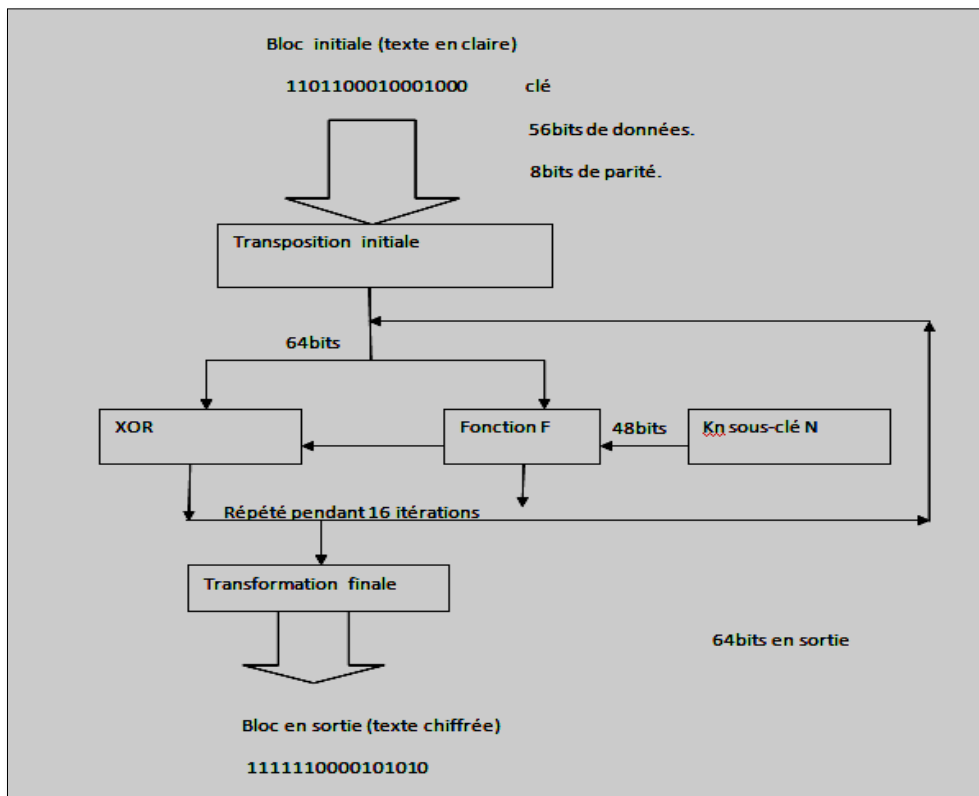 Bloc initiale (texte en claire)
1101100010001000 clé
56bits de données.
8bits de parité.
Transposition initiale
64bits
XOR
Fonction F
48bits
Kn sous-clé N
Répété pendant 16 itérations
Transformation finale
64bits en sortie
Bloc en sortie (texte chiffrée)
1111110000101010